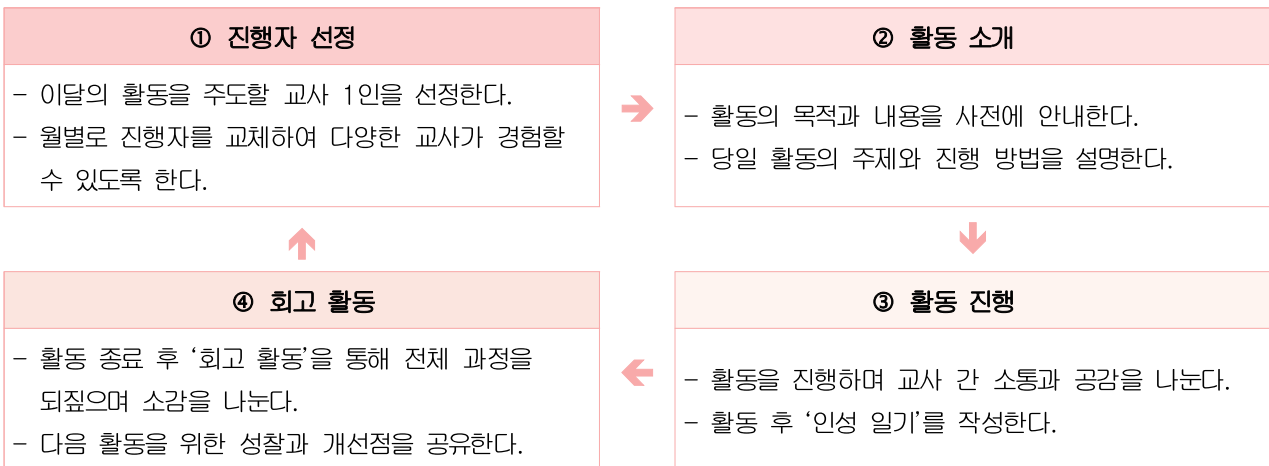 ① 진행자 선정
- 이달의 활동을 주도할 교사 1인을 선정한다.
- 월별로 진행자를 교체하여 다양한 교사가 경험할
수 있도록 한다.
② 활동 소개
- 활동의 목적과 내용을 사전에 안내한다.
- 당일 활동의 주제와 진행 방법을 설명한다.
③ 활동 진행
- 활동을 진행하며 교사 간 소통과 공감을 나눈다.
- 활동 후 ‘인성 일기’를 작성한다.
④ 회고 활동
- 활동 종료 후 ‘회고 활동’을 통해 전체 과정을
되짚으며 소감을 나눈다.
- 다음 활동을 위한 성찰과 개선점을 공유한다.